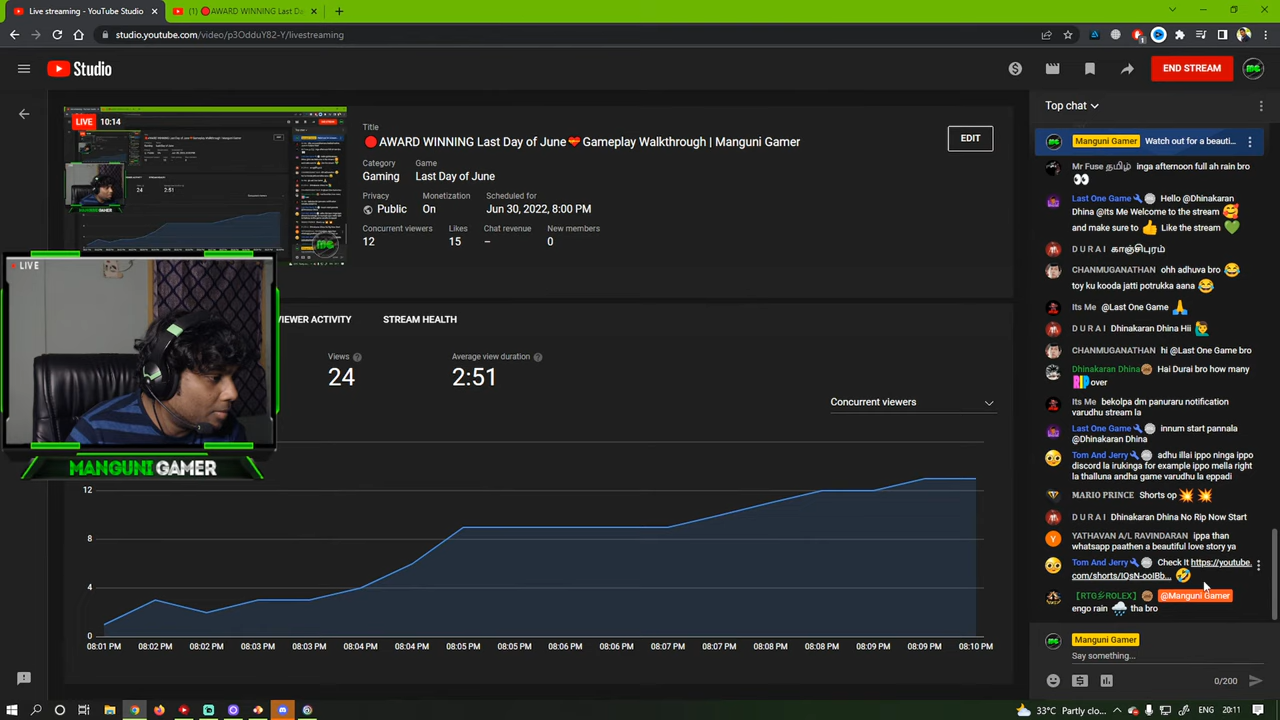 Live streaming - YouTube Studio
(1) 🔴AWARD WINNING Last Da
studio.youtube.com/video/p3OdduY82-Y/livestreaming
Studio
END STREAM
LIVE 10:14
Title
🔴AWARD WINNING Last Day of June❤️‍🔥Gameplay Walkthrough | Manguni Gamer
EDIT
Category
Gaming
Game
Last Day of June
Privacy
Public
Monetization
On
Scheduled for
Jun 30, 2022, 8:00 PM
Concurrent viewers
12
Likes
15
Chat revenue
–
New members
0
LIVE
MANGUNI GAMER
VIEWER ACTIVITY
STREAM HEALTH
Views
24
Average view duration
2:51
Concurrent viewers
12
8
4
0
08:01 PM 08:02 PM 08:02 PM 08:03 PM 08:03 PM 08:04 PM 08:05 PM 08:05 PM 08:06 PM 08:06 PM 08:07 PM 08:07 PM 08:08 PM 08:08 PM 08:09 PM 08:09 PM 08:10 PM
Top chat
Manguni Gamer Watch out for a beauti...
Mr Fuse தமிழ் inga afternoon full ah rain bro
👀
Last One Game Hello @Dhinakaran
Dhina @Its Me Welcome to the stream 🥰
and make sure to 👍 Like the stream 💚
D U R A I காஞ்சிபுரம்
CHANMUGANATHAN ohh adhuva bro 😂
toy ku kooda jatti potrukka aana 😂
Its Me @Last One Game 🙏
D U R A I Dhinakaran Dhina Hii 🙋‍♂️
CHANMUGANATHAN hi @Last One Game bro
Dhinakaran Dhina Hai Durai bro how many
RIP over
Its Me bekolpa dm panuraru notification
varudhu stream la
Last One Game innum start pannala
@Dhinakaran Dhina
Tom And Jerry adhu illai ippo ninga ippo
discord la irukinga for example ippo mella right
la thalluna andha game varudhu la eppadi
MARIO PRINCE Shorts op 💥 💥
D U R A I Dhinakaran Dhina No Rip Now Start
YATHAVAN A/L RAVINDARAN ippa than
whatsapp paathen a beautiful love story ya
Tom And Jerry Check It https://youtube.
com/shorts/IQsN-ooIBb... 🤣
【RTG乡ROLEX】 @Manguni Gamer
engo rain 🌧️ tha bro
Manguni Gamer
Say something...
0/200
33°C Partly clo...
ENG
20:11